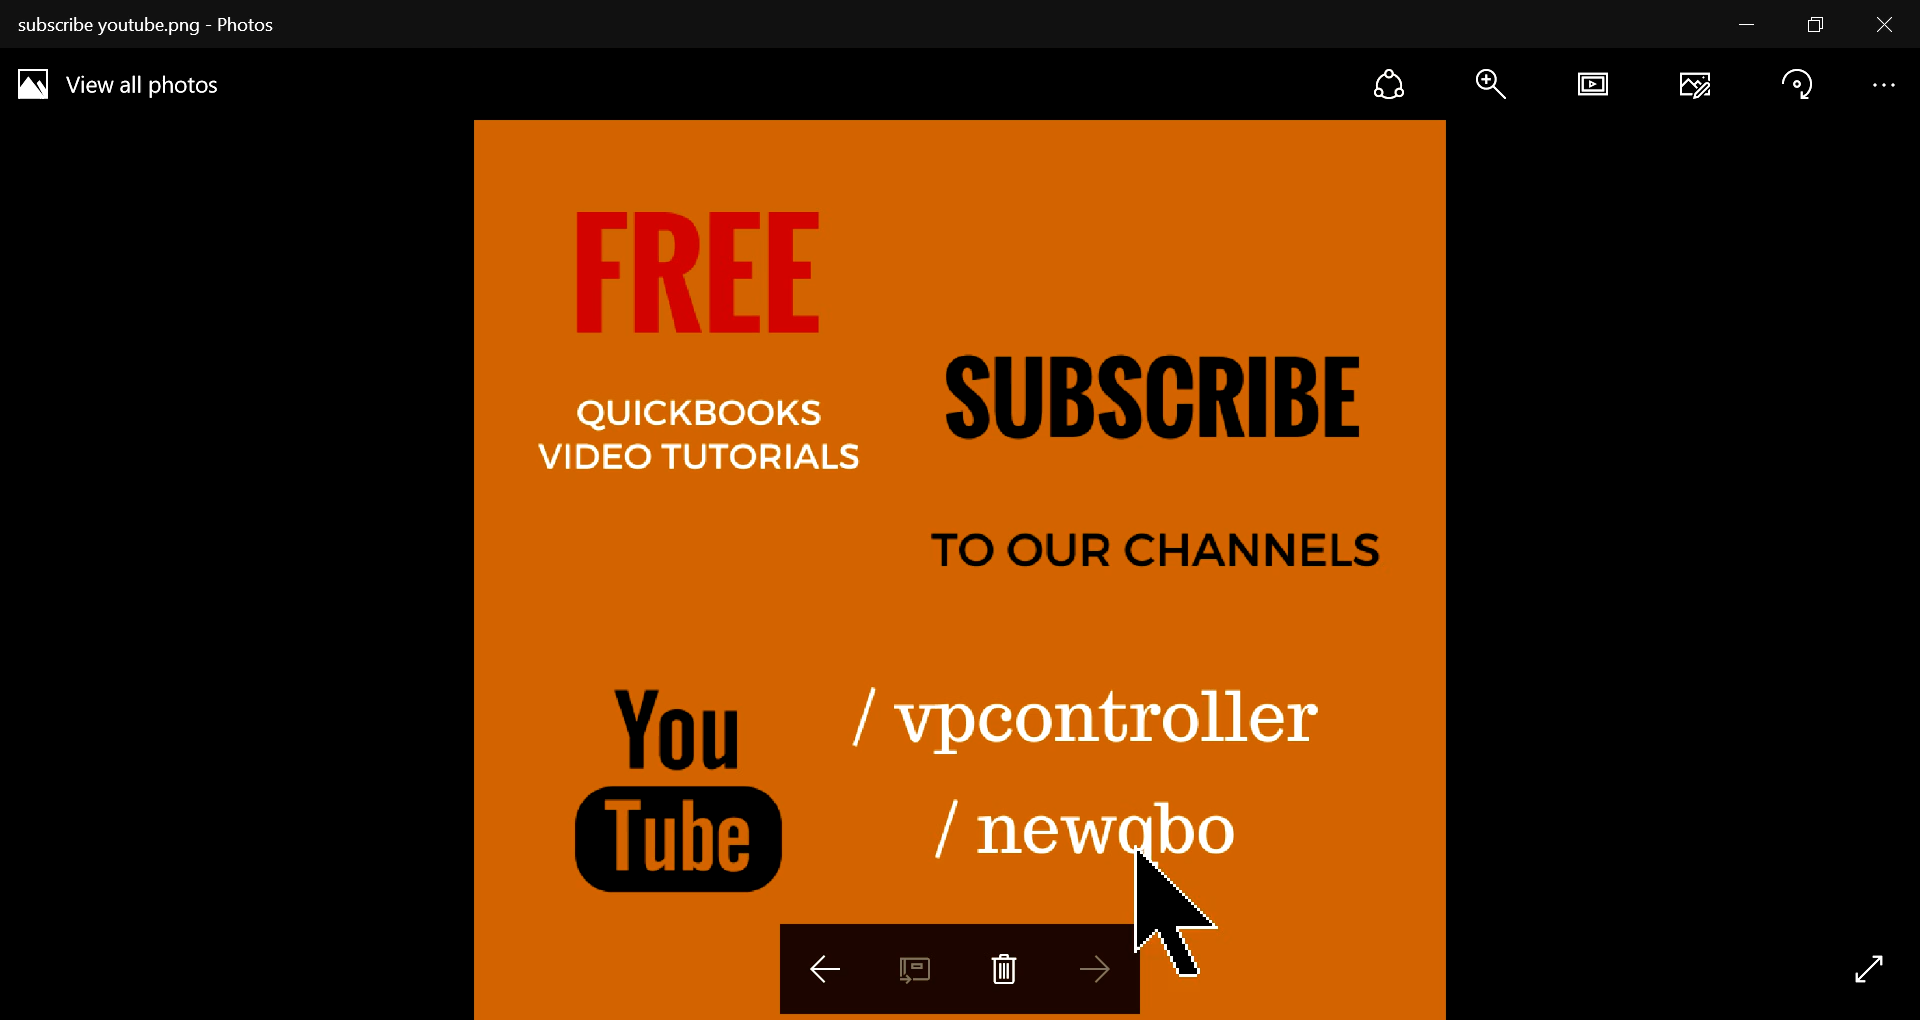 subscribe youtube.png - Photos
View all photos
FREE
QUICKBOOKS
VIDEO TUTORIALS
SUBSCRIBE
TO OUR CHANNELS
You
Tube
/ vpcontroller
/ newqbo